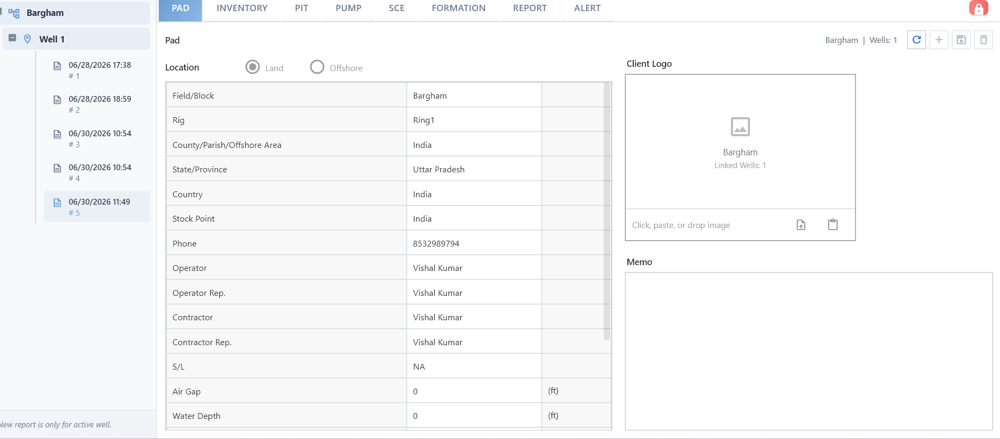 Bargham
Well 1
06/28/2026 17:38
# 1
06/28/2026 18:59
# 2
06/30/2026 10:54
# 3
06/30/2026 10:54
# 4
06/30/2026 11:49
# 5
New report is only for active well.
PAD INVENTORY PIT PUMP SCE FORMATION REPORT ALERT
Pad
Bargham | Wells: 1
Location Land Offshore
Field/Block Bargham
Rig Ring1
County/Parish/Offshore Area India
State/Province Uttar Pradesh
Country India
Stock Point India
Phone 8532989794
Operator Vishal Kumar
Operator Rep. Vishal Kumar
Contractor Vishal Kumar
Contractor Rep. Vishal Kumar
S/L NA
Air Gap 0 (ft)
Water Depth 0 (ft)
Client Logo
Bargham
Linked Wells: 1
Click, paste, or drop image
Memo